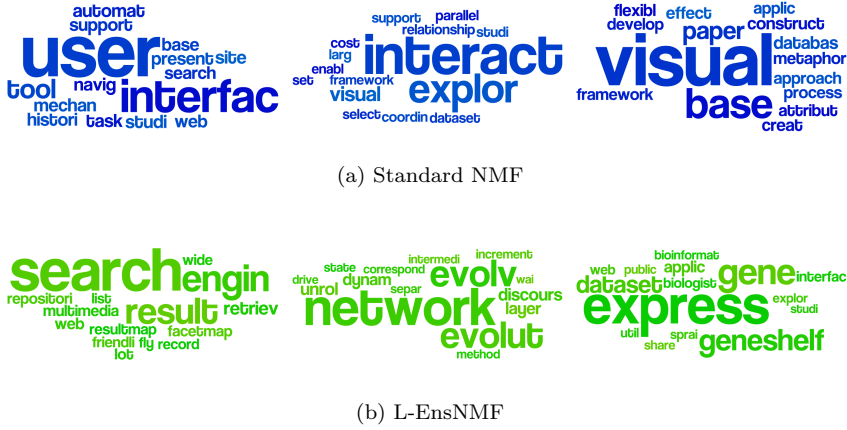 automat
support
user base
present site
search
tool navig interfac
mechan
histori task studi web
support parallel
relationship studi
cost
larg interact
enabl
set framework
visual explor
select coordin dataset
flexibl effect applic
develop paper construct
visual databas
metaphor
approach
framework base process
attribut
creat
(a) Standard NMF
search wide
engin
repositori list
multimedia result retriev
web resultmap facetmap
friendli fly record
lot
intermedi increment
state correspond evolv wai
drive dynam
unrol separ
network discours
layer
evolut
method
bioinformat
web public applic gene interfac
dataset biologist
express explor
studi
util sprai geneshelf
share
(b) L-EnsNMF